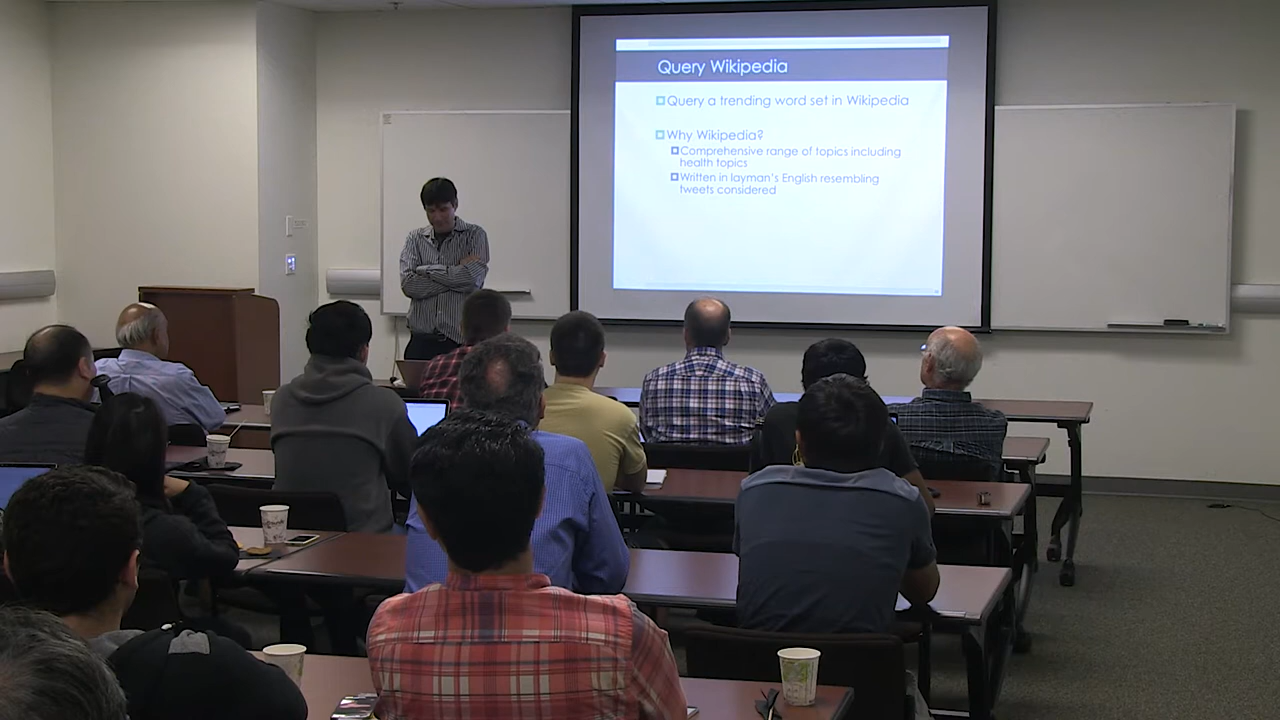 Query Wikipedia
Query a trending word set in Wikipedia
Why Wikipedia?
Comprehensive range of topics including
health topics
Written in layman's English resembling
tweets considered